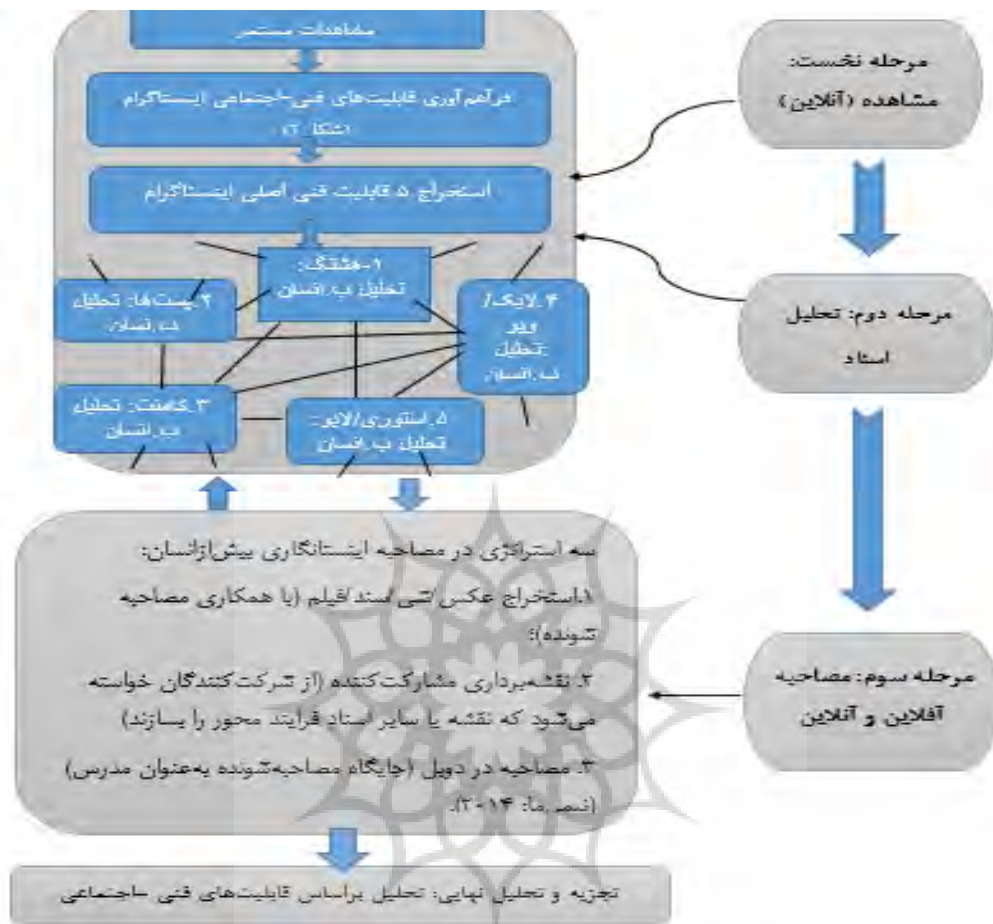 مشاهدات مستمر
فراهم‌آوری قابلیت‌های فنی-اجتماعی اینستاگرام
(شکل ۲)
استخراج ۵ قابلیت فنی اصلی اینستاگرام
۱-هشتگ:
تحلیل ب.انسان
۲.پست‌ها: تحلیل
ب.انسان
۳.کامنت: تحلیل
ب.انسان
۴.لایک/
ویو
:تحلیل
ب.انسان
۵.استوری/لایو:
تحلیل ب.انسان
مرحله نخست:
مشاهده (آنلاین)
مرحله دوم: تحلیل
اسناد
سه استراتژی در مصاحبه اینستانگاری بیش‌ازانسان:
۱.استخراج عکس/شی/سند/فیلم (با همکاری مصاحبه
شونده)؛
۲. نقشه‌برداری مشارکت‌کننده (از شرکت‌کنندگان خواسته
می‌شود که نقشه یا سایر اسناد فرایند محور را بسازند)
۳. مصاحبه در دوبل (جایگاه مصاحبه‌شونده به‌عنوان مدرس)
۲۰۱۴).
مرحله سوم: مصاحبه
آفلاین و آنلاین
تجزیه و تحلیل نهایی: تحلیل براساس قابلیت‌های فنی -اجتماعی